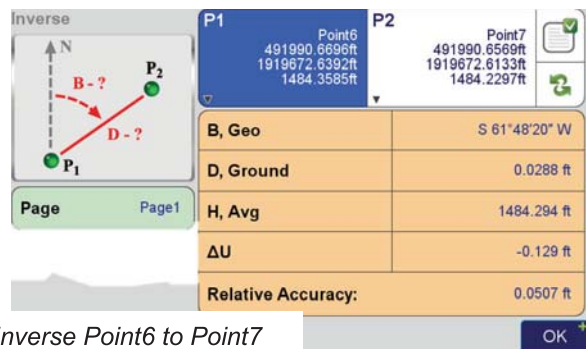 Inverse
N
B - ?
P2
D - ?
P1
Page Page1
P1
Point6
491990.6696ft
1919672.6392ft
1484.3585ft
P2
Point7
491990.6569ft
1919672.6133ft
1484.2297ft
B, Geo S 61°48'20" W
D, Ground 0.0288 ft
H, Avg 1484.294 ft
ΔU -0.129 ft
Relative Accuracy: 0.0507 ft
Inverse Point6 to Point7
OK